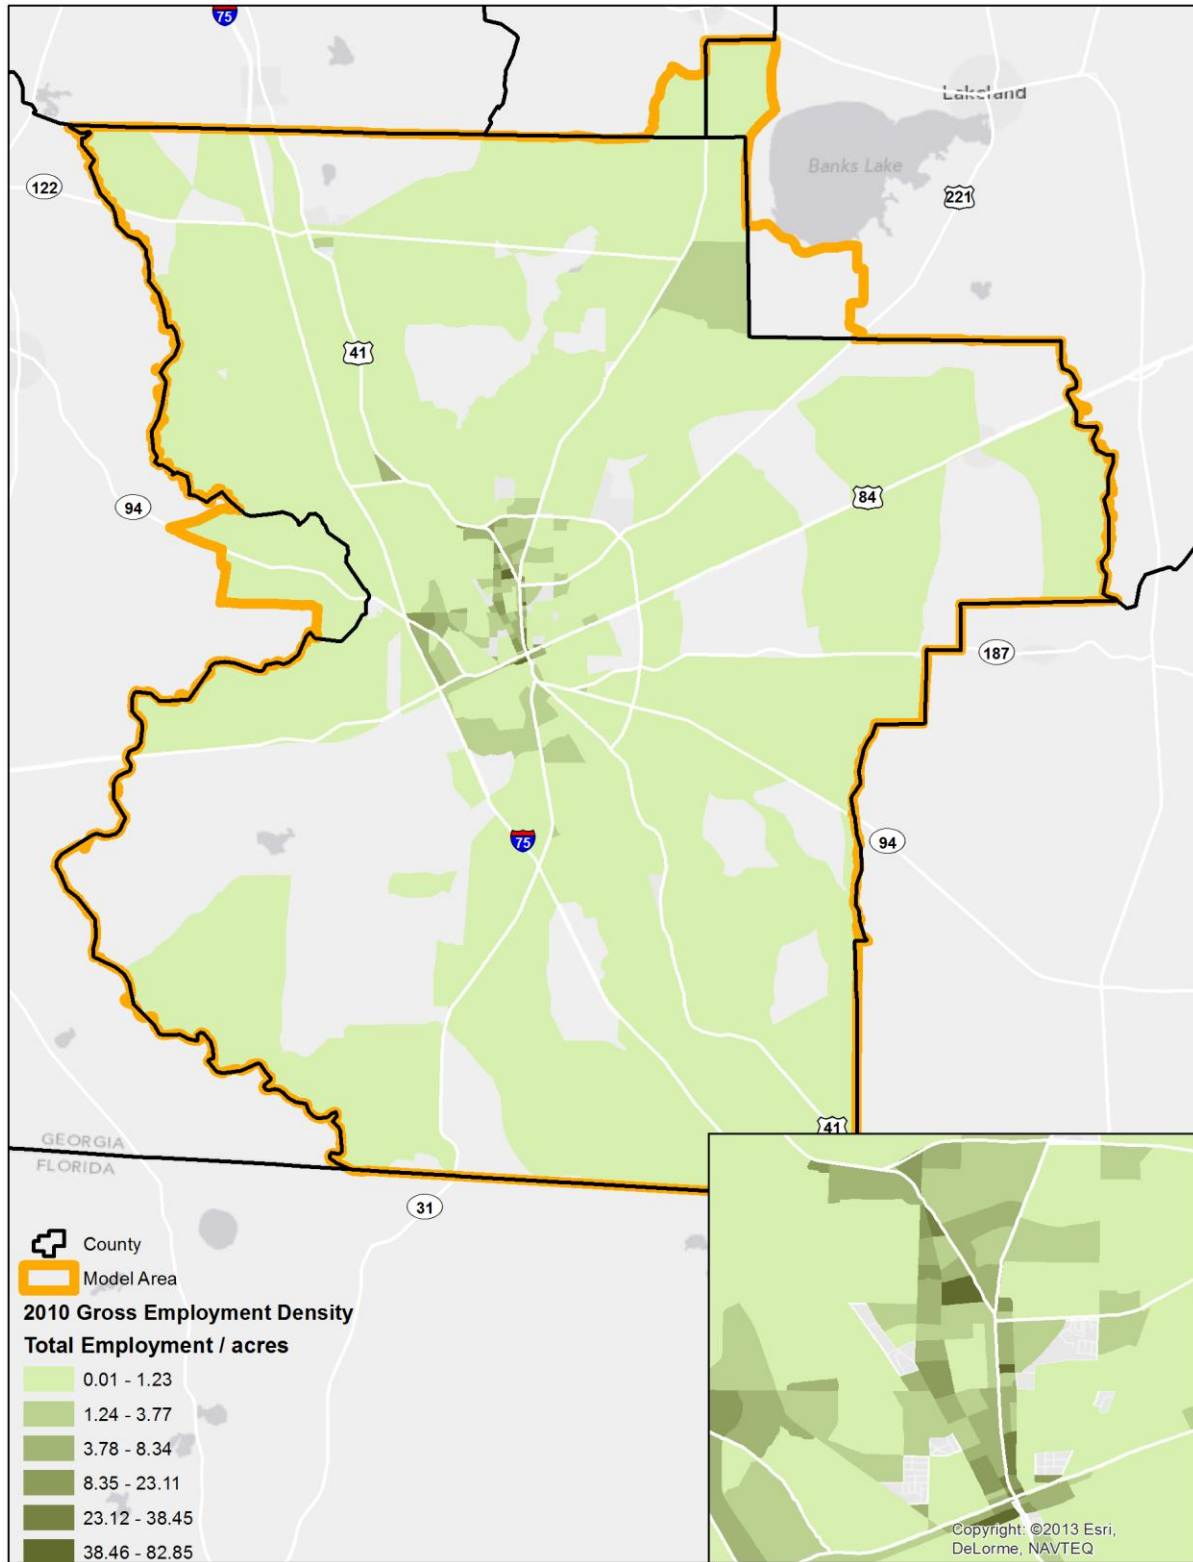 75
Lakeland
Banks Lake
122
221
41
94
84
187
75
94
41
GEORGIA
FLORIDA
31
County
Model Area
2010 Gross Employment Density
Total Employment / acres
0.01 - 1.23
1.24 - 3.77
3.78 - 8.34
8.35 - 23.11
23.12 - 38.45
38.46 - 82.85
Copyright: ©2013 Esri,
DeLorme, NAVTEQ